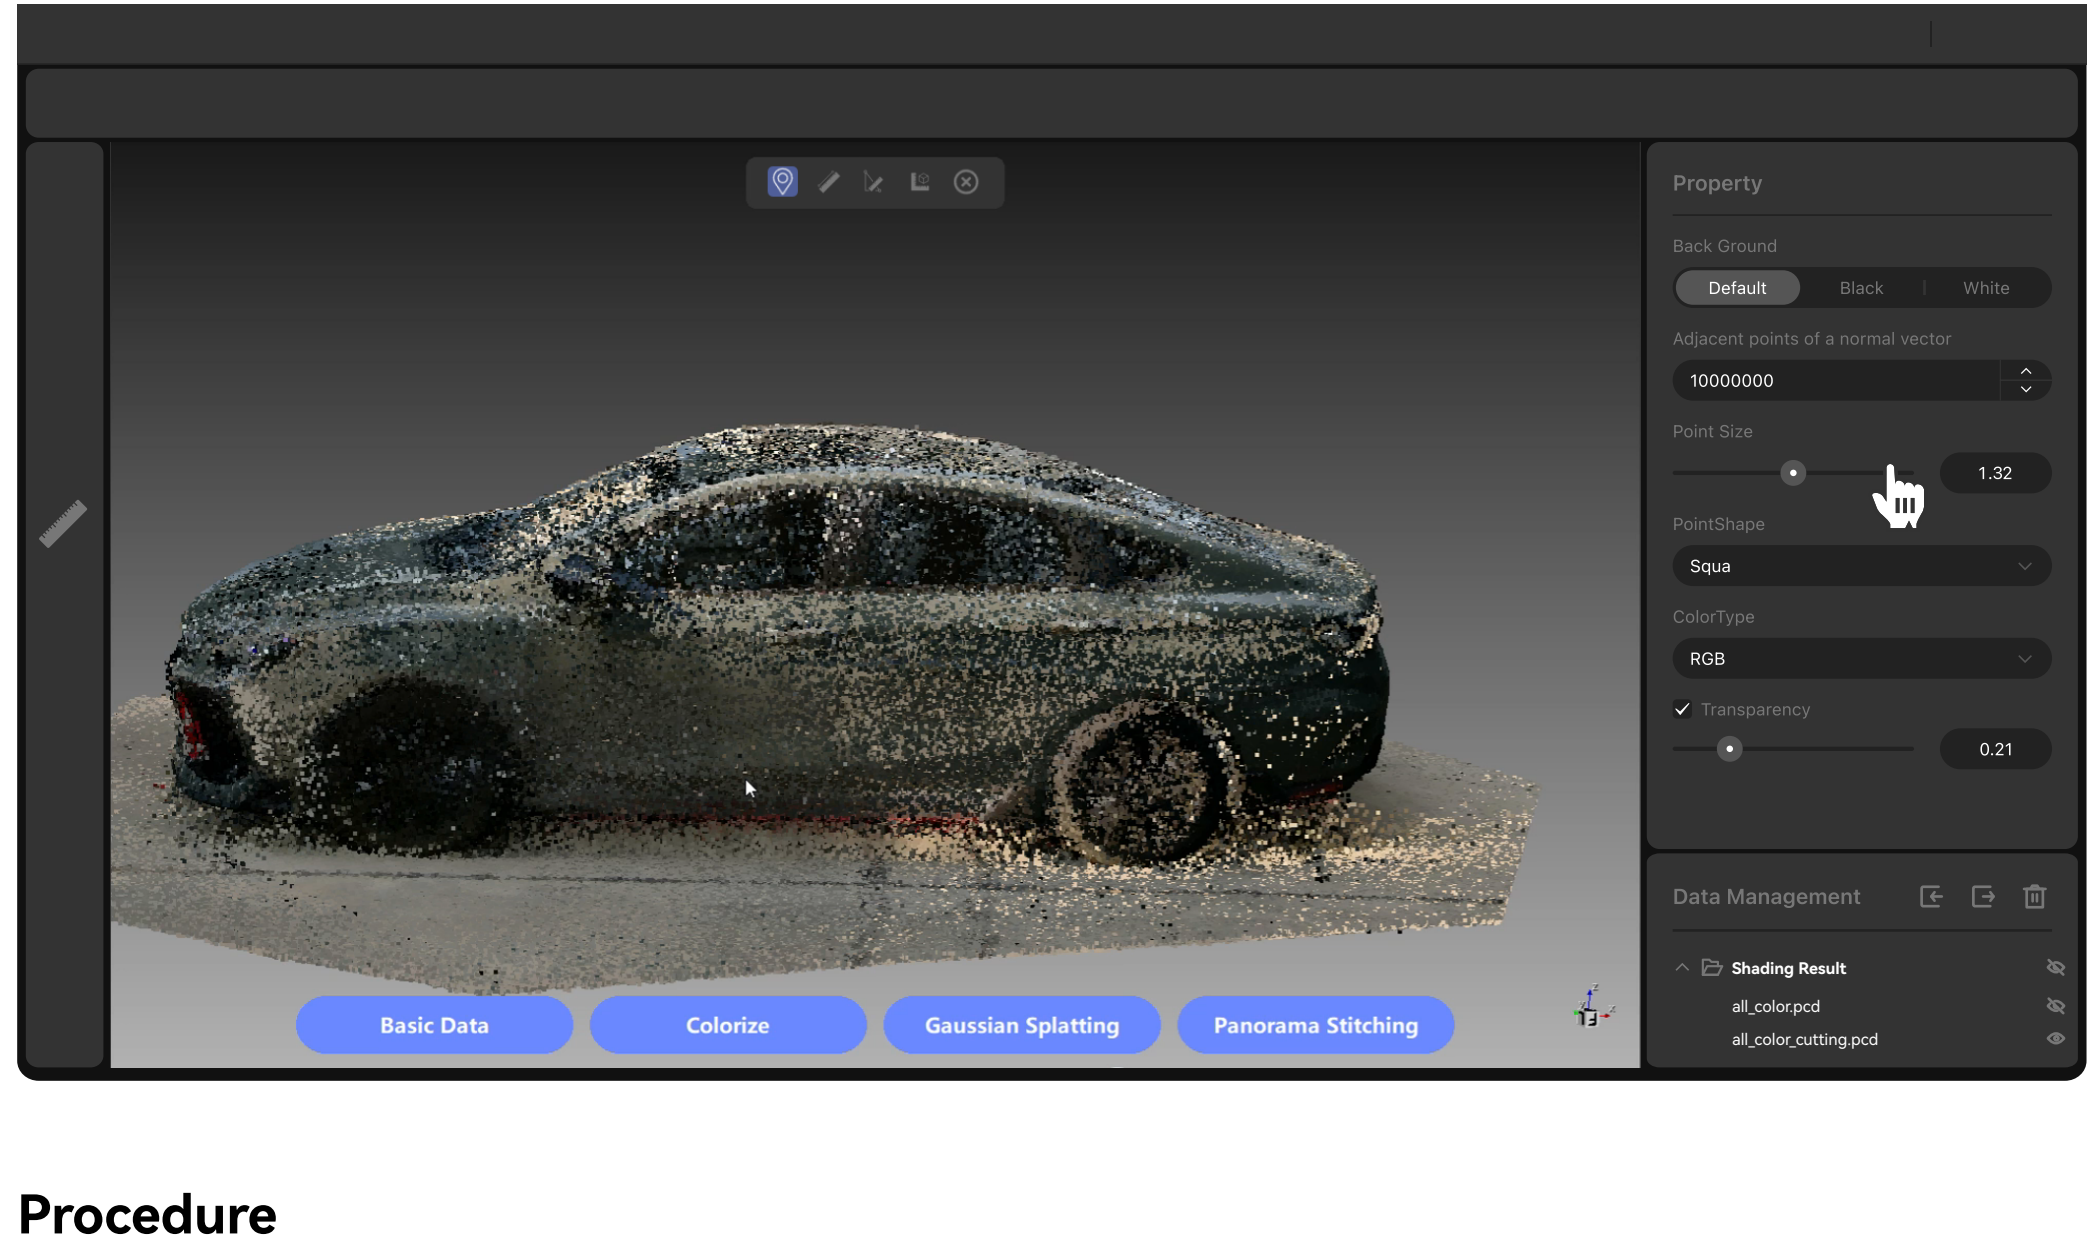 Property
Back Ground
Default Black White
Adjacent points of a normal vector
10000000
Point Size
1.32
PointShape
Squa
ColorType
RGB
Transparency
0.21
Basic Data Colorize Gaussian Splatting Panorama Stitching
Data Management
Shading Result
all_color.pcd
all_color_cutting.pcd
Procedure